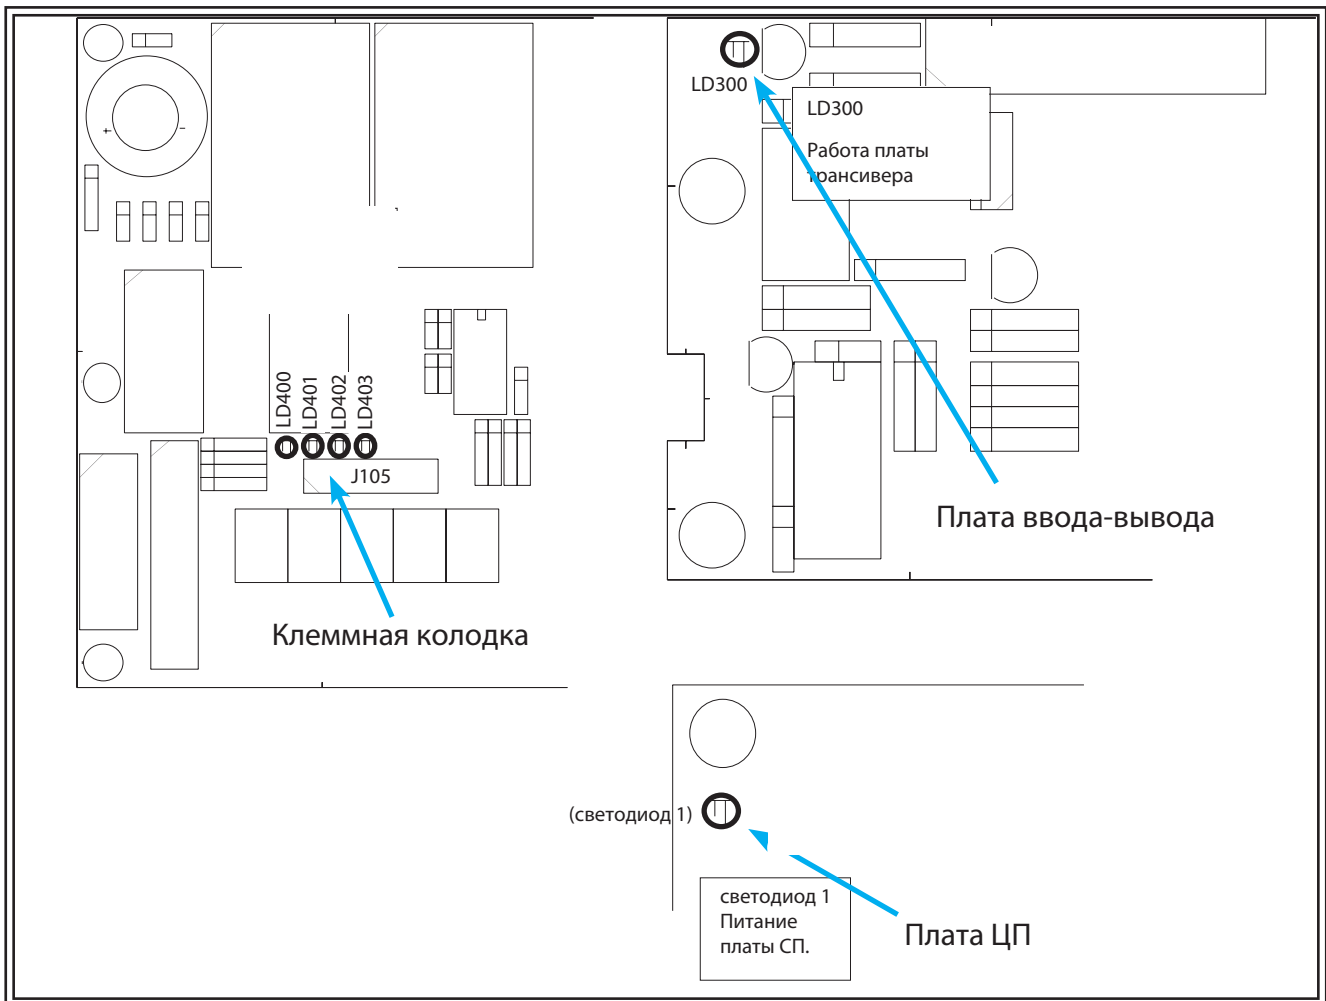 LD400
LD401
LD402
LD403
J105
Клеммная колодка
LD300
LD300
Работа платы
трансивера
Плата ввода-вывода
(светодиод 1)
светодиод 1
Питание
платы СП.
Плата ЦП